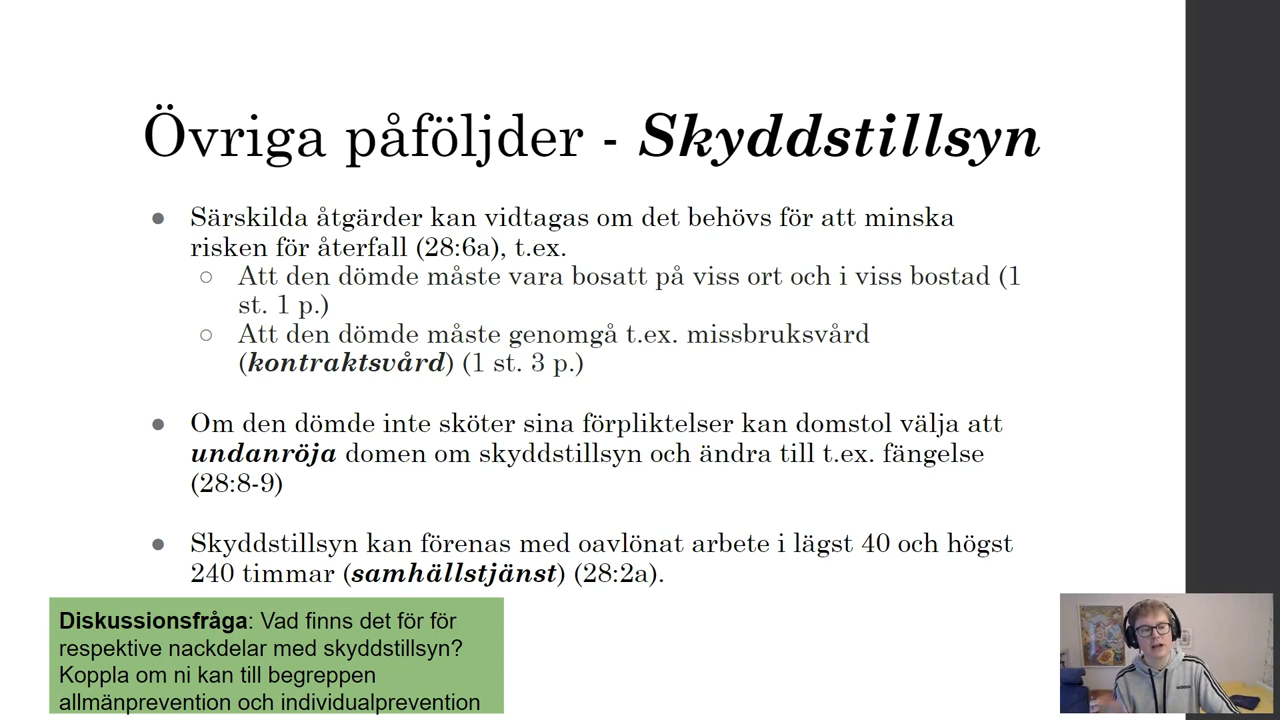 Övriga påföljder - Skyddstillsyn
● Särskilda åtgärder kan vidtagas om det behövs för att minska
risken för återfall (28:6a), t.ex.
○ Att den dömde måste vara bosatt på viss ort och i viss bostad (1
st. 1 p.)
○ Att den dömde måste genomgå t.ex. missbruksvård
(kontraktsvård) (1 st. 3 p.)
● Om den dömde inte sköter sina förpliktelser kan domstol välja att
undanröja domen om skyddstillsyn och ändra till t.ex. fängelse
(28:8-9)
● Skyddstillsyn kan förenas med oavlönat arbete i lägst 40 och högst
240 timmar (samhällstjänst) (28:2a).
Diskussionsfråga: Vad finns det för för
respektive nackdelar med skyddstillsyn?
Koppla om ni kan till begreppen
allmänprevention och individualprevention